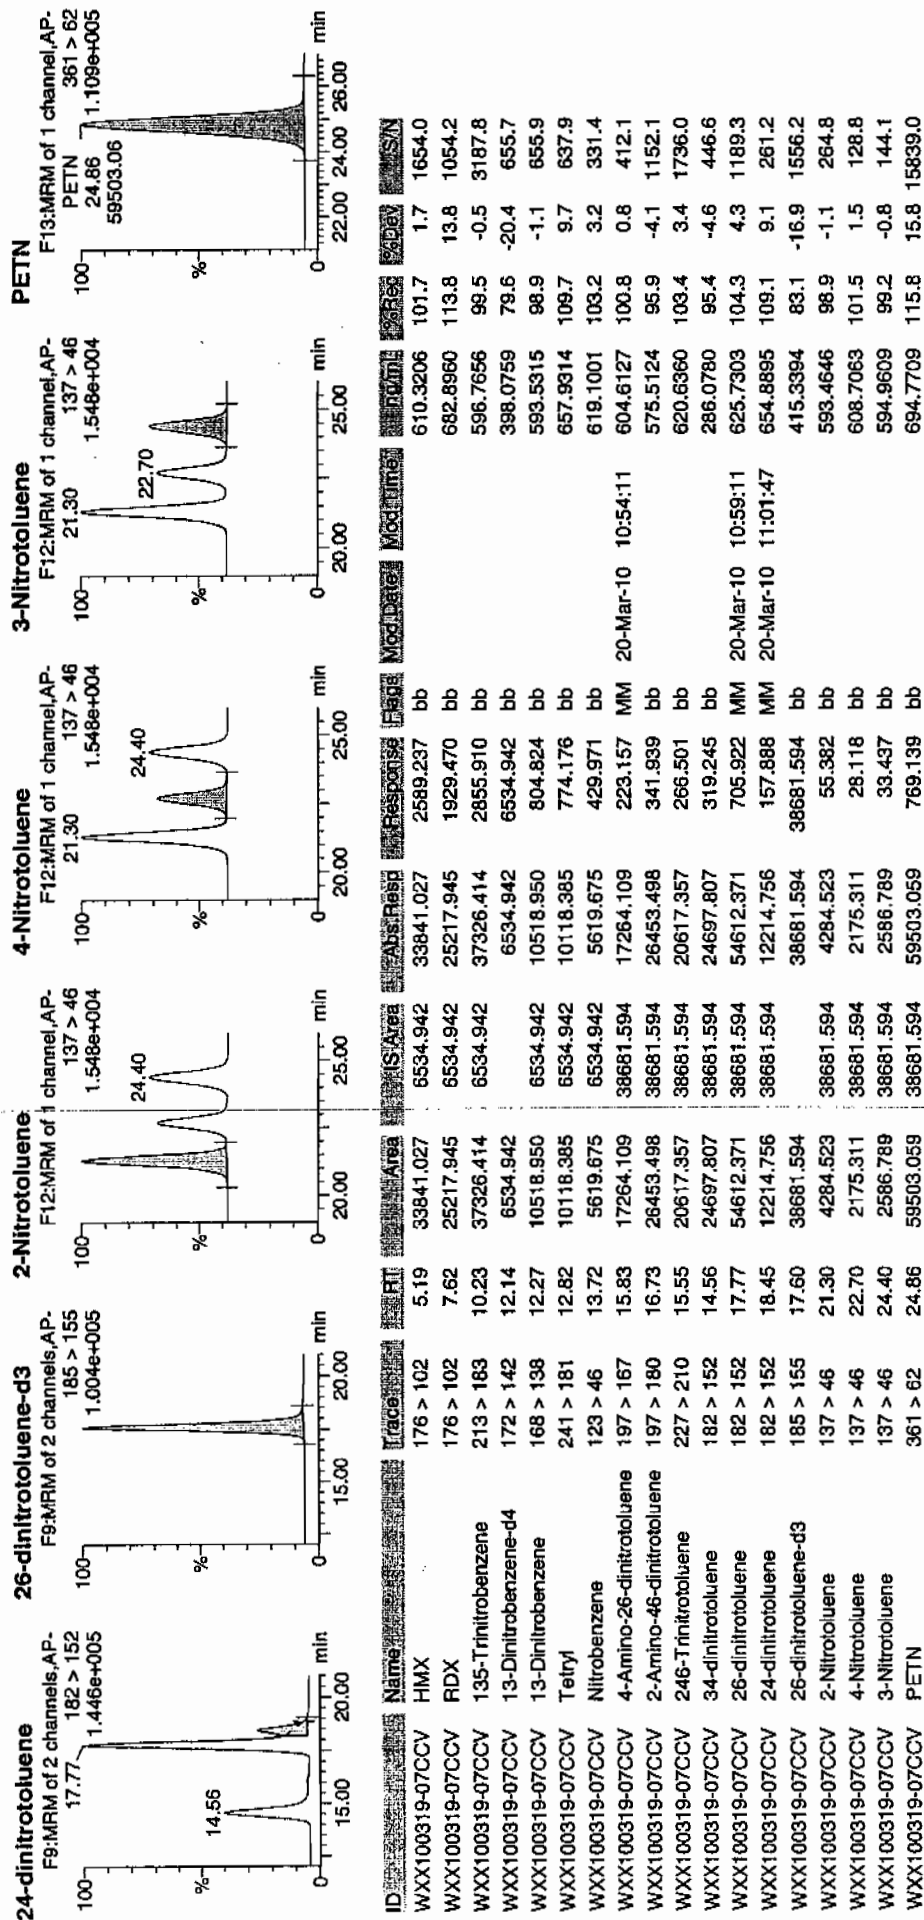 24-dinitrotoluene
F9:MRM of 2 channels,AP-
17.77 182 > 152
1.446e+005
14.56
100
%
0
15.00 20.00 min
26-dinitrotoluene-d3
F9:MRM of 2 channels,AP-
185 > 155
1.004e+005
100
%
0
15.00 20.00 min
2-Nitrotoluene
F12:MRM of 1 channel,AP-
21.30 137 > 46
1.548e+004
24.40
100
%
0
20.00 25.00 min
4-Nitrotoluene
F12:MRM of 1 channel,AP-
21.30 137 > 46
1.548e+004
24.40
100
%
0
20.00 25.00 min
3-Nitrotoluene
F12:MRM of 1 channel,AP-
21.30 137 > 46
1.548e+004
22.70
100
%
0
20.00 25.00 min
PETN
F13:MRM of 1 channel,AP-
PETN 361 > 62
24.86 1.109e+005
59503.06
100
%
0
22.00 24.00 26.00 min
ID Name Trace RT Area IS Area Abs.Resp Response Flags Mod.Date Mod.Time ng/mL %Rec %Dev S/N
WXX100319-07CCV HMX 176 > 102 5.19 33841.027 6534.942 33841.027 2589.237 bb 610.3206 101.7 1.7 1654.0
WXX100319-07CCV RDX 176 > 102 7.62 25217.945 6534.942 25217.945 1929.470 bb 682.8960 113.8 13.8 1054.2
WXX100319-07CCV 135-Trinitrobenzene 213 > 183 10.23 37326.414 6534.942 37326.414 2855.910 bb 596.7656 99.5 -0.5 3187.8
WXX100319-07CCV 13-Dinitrobenzene-d4 172 > 142 12.14 6534.942 6534.942 6534.942 bb 398.0759 79.6 -20.4 655.7
WXX100319-07CCV 13-Dinitrobenzene 168 > 138 12.27 10518.950 6534.942 10518.950 804.824 bb 593.5315 98.9 -1.1 655.9
WXX100319-07CCV Tetryl 241 > 181 12.82 10118.385 6534.942 10118.385 774.176 bb 657.9314 109.7 9.7 637.9
WXX100319-07CCV Nitrobenzene 123 > 46 13.72 5619.675 6534.942 5619.675 429.971 bb 619.1001 103.2 3.2 331.4
WXX100319-07CCV 4-Amino-26-dinitrotoluene 197 > 167 15.83 17264.109 38681.594 17264.109 223.157 MM 20-Mar-10 10:54:11 604.6127 100.8 0.8 412.1
WXX100319-07CCV 2-Amino-46-dinitrotoluene 197 > 180 16.73 26453.498 38681.594 26453.498 341.939 bb 575.5124 95.9 -4.1 1152.1
WXX100319-07CCV 246-Trinitrotoluene 227 > 210 15.55 20617.357 38681.594 20617.357 266.501 bb 620.6360 103.4 3.4 1736.0
WXX100319-07CCV 34-dinitrotoluene 182 > 152 14.56 24697.807 38681.594 24697.807 319.245 bb 286.0780 95.4 -4.6 446.6
WXX100319-07CCV 26-dinitrotoluene 182 > 152 17.77 54612.371 38681.594 54612.371 705.922 MM 20-Mar-10 10:59:11 625.7303 104.3 4.3 1189.3
WXX100319-07CCV 24-dinitrotoluene 182 > 152 18.45 12214.756 38681.594 12214.756 157.888 MM 20-Mar-10 11:01:47 654.8895 109.1 9.1 261.2
WXX100319-07CCV 26-dinitrotoluene-d3 185 > 155 17.60 38681.594 38681.594 38681.594 bb 415.3394 83.1 -16.9 1556.2
WXX100319-07CCV 2-Nitrotoluene 137 > 46 21.30 4284.523 38681.594 4284.523 55.382 bb 593.4646 98.9 -1.1 264.8
WXX100319-07CCV 4-Nitrotoluene 137 > 46 22.70 2175.311 38681.594 2175.311 28.118 bb 608.7063 101.5 1.5 128.8
WXX100319-07CCV 3-Nitrotoluene 137 > 46 24.40 2586.789 38681.594 2586.789 33.437 bb 594.9609 99.2 -0.8 144.1
WXX100319-07CCV PETN 361 > 62 24.86 59503.059 38681.594 59503.059 769.139 bb 694.7709 115.8 15.8 15839.0